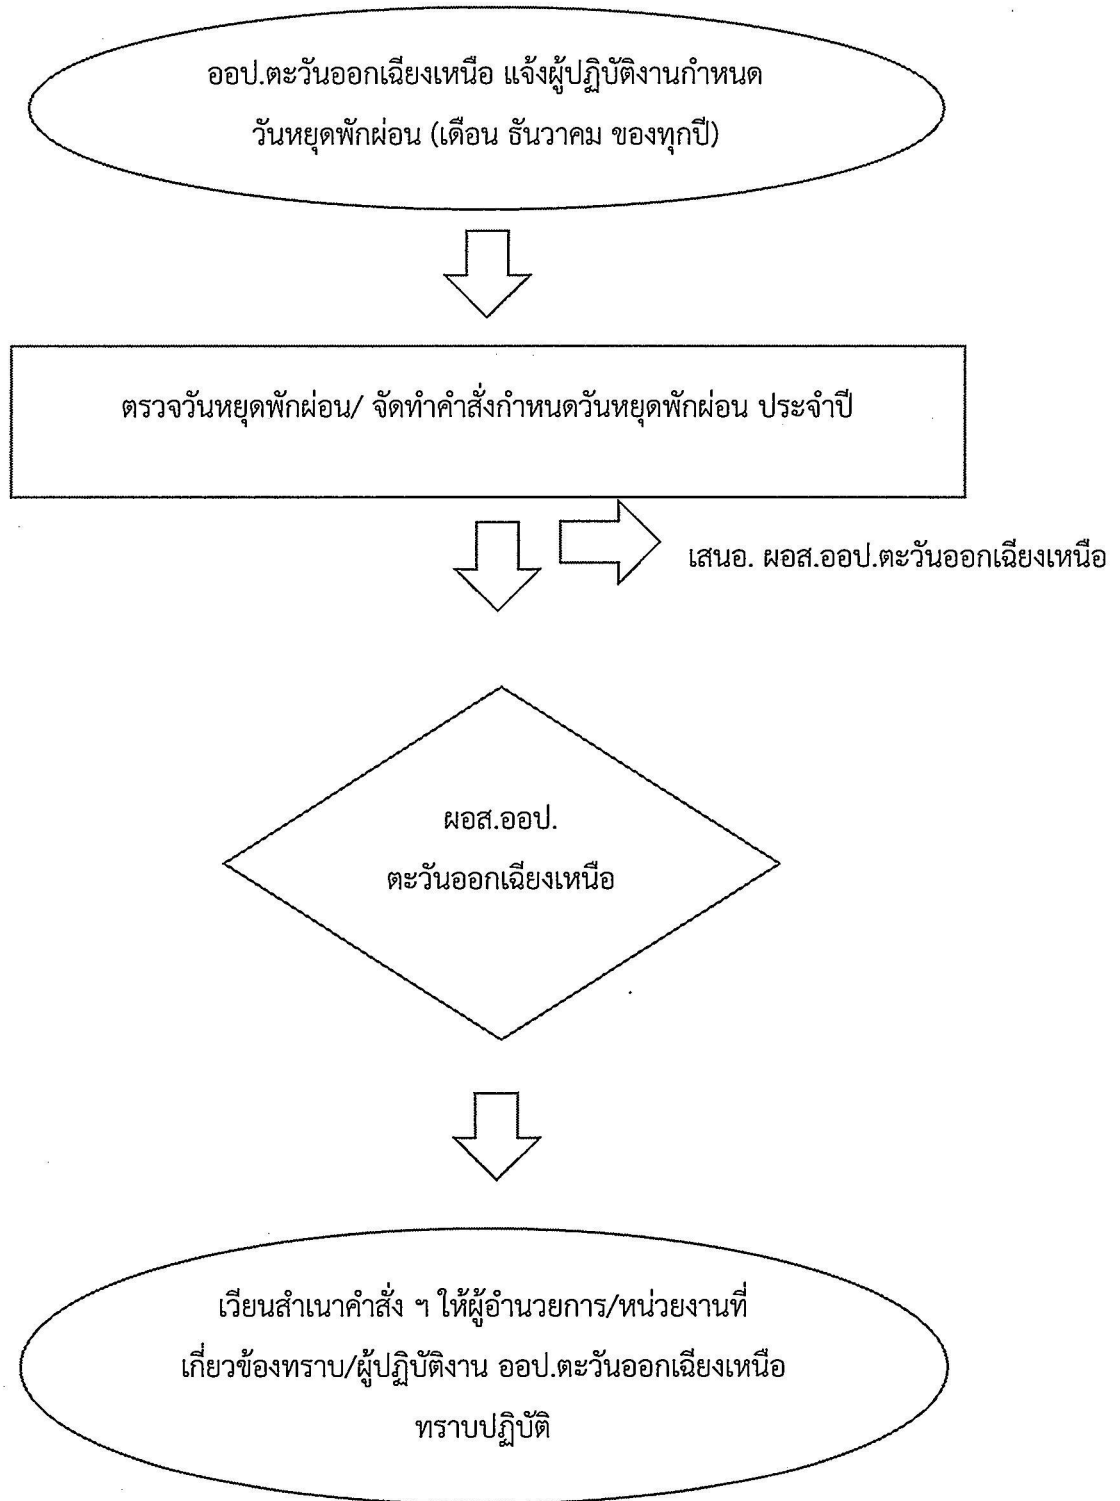 ออป.ตะวันออกเฉียงเหนือ แจ้งผู้ปฏิบัติงานกำหนด
วันหยุดพักผ่อน (เดือน ธันวาคม ของทุกปี)
ตรวจวันหยุดพักผ่อน/ จัดทำคำสั่งกำหนดวันหยุดพักผ่อน ประจำปี
เสนอ. ผอส.ออป.ตะวันออกเฉียงเหนือ
ผอส.ออป.
ตะวันออกเฉียงเหนือ
เวียนสำเนาคำสั่ง ฯ ให้ผู้อำนวยการ/หน่วยงานที่
เกี่ยวข้องทราบ/ผู้ปฏิบัติงาน ออป.ตะวันออกเฉียงเหนือ
ทราบปฏิบัติ